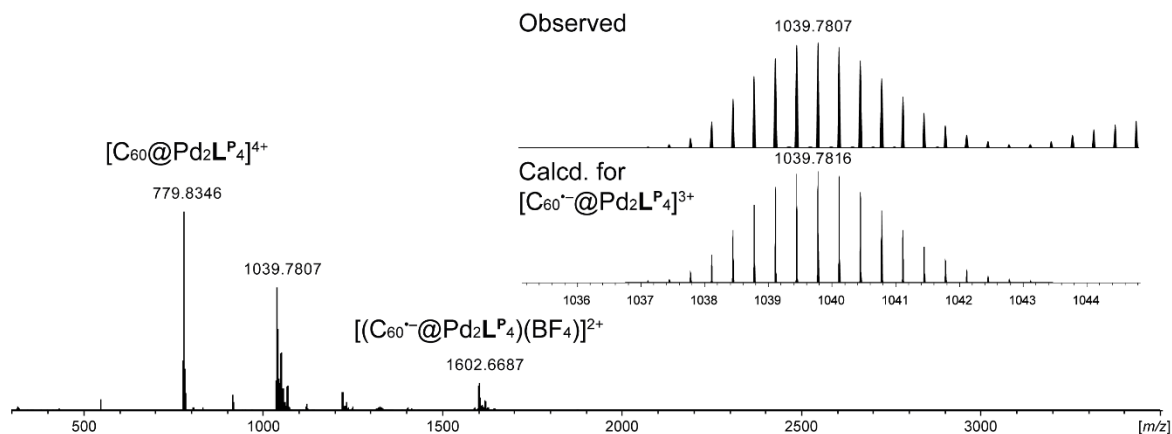 Observed
1039.7807
[C₆₀@Pd₂Lᴾ₄]⁴⁺
779.8346
1039.7816
Calcd. for
[C₆₀•⁻@Pd₂Lᴾ₄]³⁺
1039.7807
1036 1037 1038 1039 1040 1041 1042 1043 1044
[(C₆₀•⁻@Pd₂Lᴾ₄)(BF₄)]²⁺
1602.6687
500 1000 1500 2000 2500 3000 [m/z]